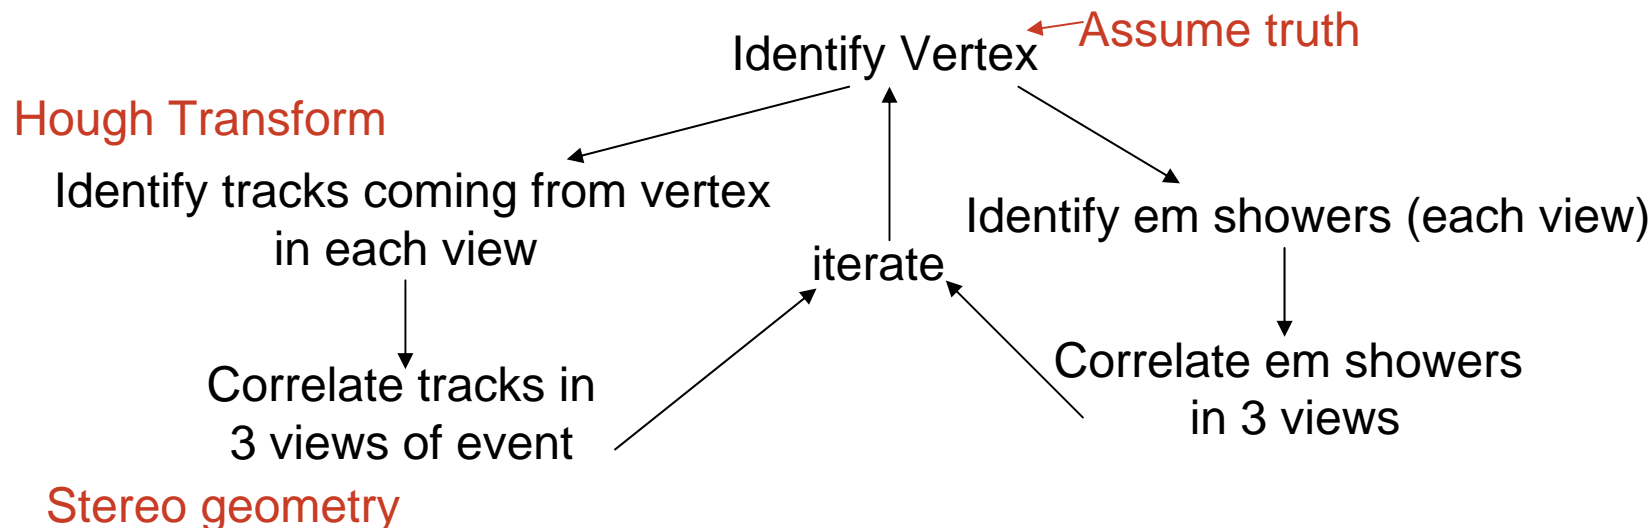 Assume truth
Identify Vertex
Hough Transform
Identify tracks coming from vertex
in each view
Identify em showers (each view)
iterate
Correlate tracks in
3 views of event
Correlate em showers
in 3 views
Stereo geometry